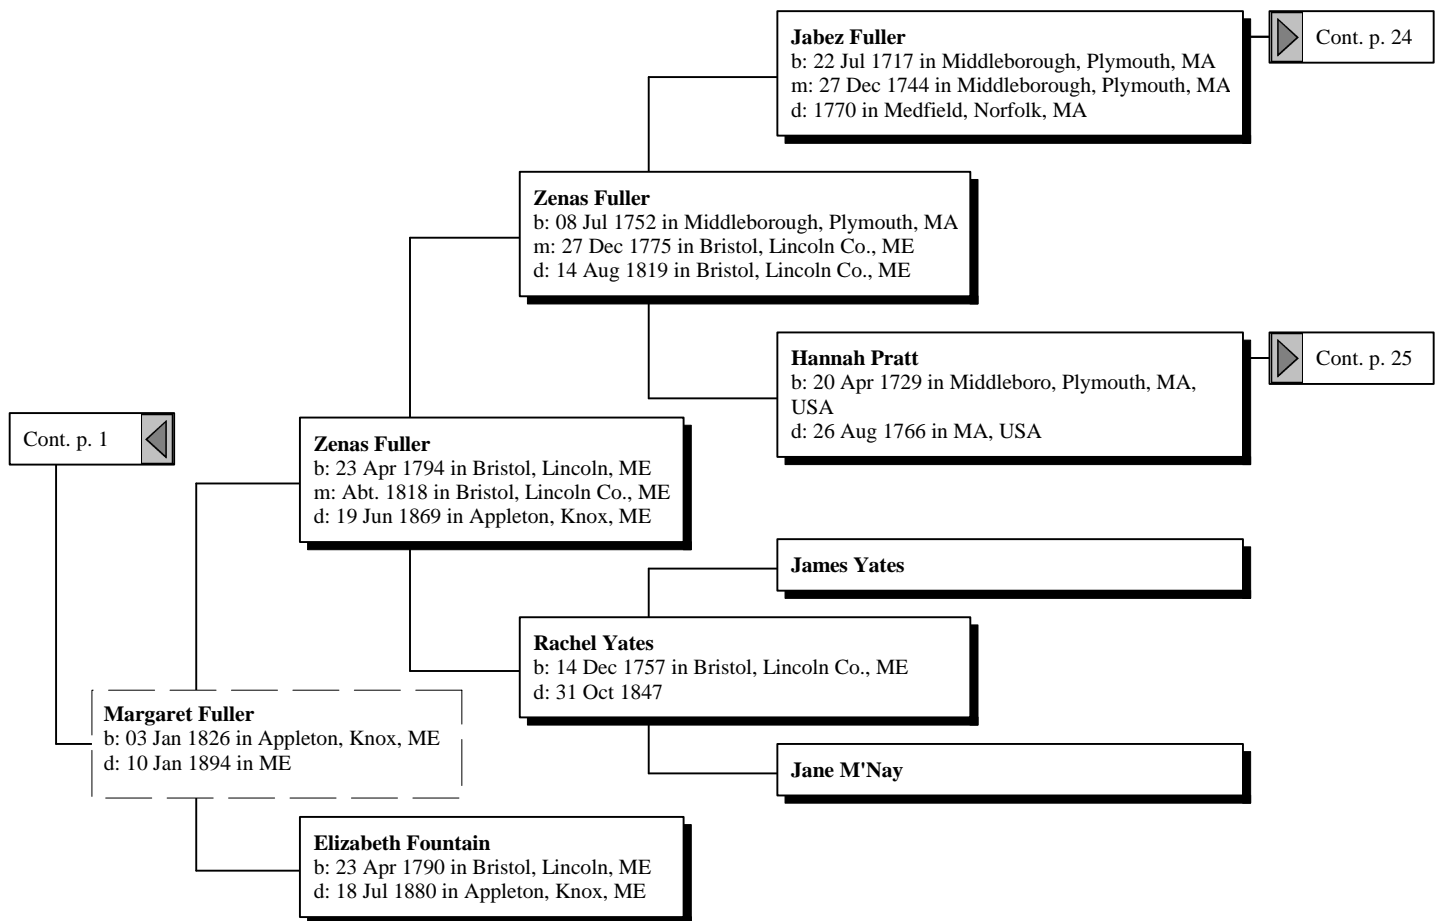 Jabez Fuller
b: 22 Jul 1717 in Middleborough, Plymouth, MA
m: 27 Dec 1744 in Middleborough, Plymouth, MA
d: 1770 in Medfield, Norfolk, MA
Cont. p. 24
Zenas Fuller
b: 08 Jul 1752 in Middleborough, Plymouth, MA
m: 27 Dec 1775 in Bristol, Lincoln Co., ME
d: 14 Aug 1819 in Bristol, Lincoln Co., ME
Hannah Pratt
b: 20 Apr 1729 in Middleboro, Plymouth, MA,
USA
d: 26 Aug 1766 in MA, USA
Cont. p. 25
Cont. p. 1
Zenas Fuller
b: 23 Apr 1794 in Bristol, Lincoln, ME
m: Abt. 1818 in Bristol, Lincoln Co., ME
d: 19 Jun 1869 in Appleton, Knox, ME
James Yates
Rachel Yates
b: 14 Dec 1757 in Bristol, Lincoln Co., ME
d: 31 Oct 1847
Margaret Fuller
b: 03 Jan 1826 in Appleton, Knox, ME
d: 10 Jan 1894 in ME
Jane M'Nay
Elizabeth Fountain
b: 23 Apr 1790 in Bristol, Lincoln, ME
d: 18 Jul 1880 in Appleton, Knox, ME